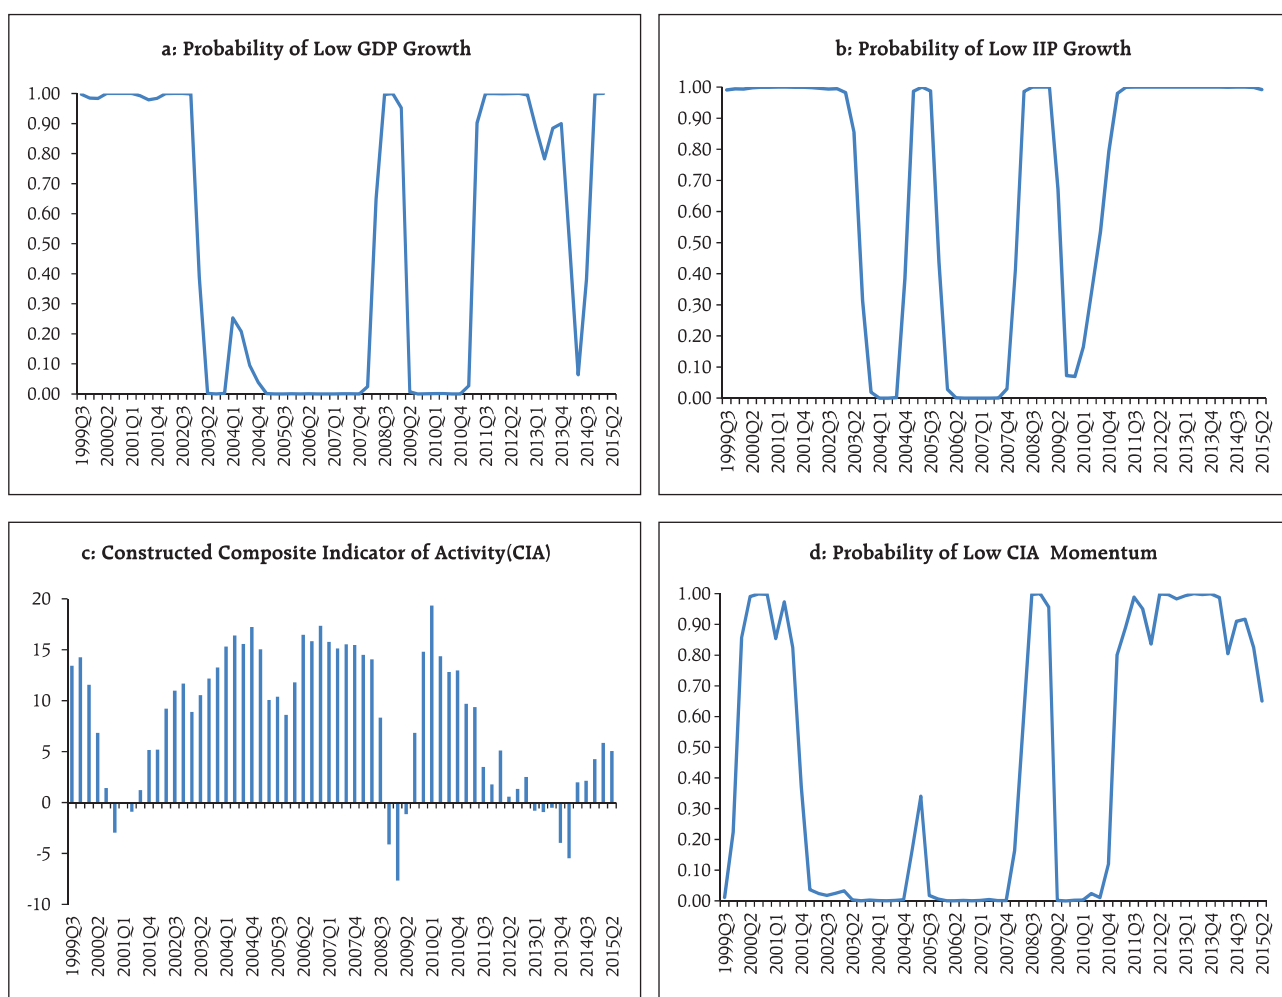 a: Probability of Low GDP Growth
1.00
0.90
0.80
0.70
0.60
0.50
0.40
0.30
0.20
0.10
0.00
1999Q3
2000Q2
2001Q1
2001Q4
2002Q3
2003Q2
2004Q1
2004Q4
2005Q3
2006Q2
2007Q1
2007Q4
2008Q3
2009Q2
2010Q1
2010Q4
2011Q3
2012Q2
2013Q1
2013Q4
2014Q3
2015Q2
b: Probability of Low IIP Growth
1.00
0.90
0.80
0.70
0.60
0.50
0.40
0.30
0.20
0.10
0.00
1999Q3
2000Q2
2001Q1
2001Q4
2002Q3
2003Q2
2004Q1
2004Q4
2005Q3
2006Q2
2007Q1
2007Q4
2008Q3
2009Q2
2010Q1
2010Q4
2011Q3
2012Q2
2013Q1
2013Q4
2014Q3
2015Q2
c: Constructed Composite Indicator of Activity(CIA)
20
15
10
5
0
-5
-10
1999Q3
2000Q2
2001Q1
2001Q4
2002Q3
2003Q2
2004Q1
2004Q4
2005Q3
2006Q2
2007Q1
2007Q4
2008Q3
2009Q2
2010Q1
2010Q4
2011Q3
2012Q2
2013Q1
2013Q4
2014Q3
2015Q2
d: Probability of Low CIA Momentum
1.00
0.90
0.80
0.70
0.60
0.50
0.40
0.30
0.20
0.10
0.00
1999Q3
2000Q2
2001Q1
2001Q4
2002Q3
2003Q2
2004Q1
2004Q4
2005Q3
2006Q2
2007Q1
2007Q4
2008Q3
2009Q2
2010Q1
2010Q4
2011Q3
2012Q2
2013Q1
2013Q4
2014Q3
2015Q2